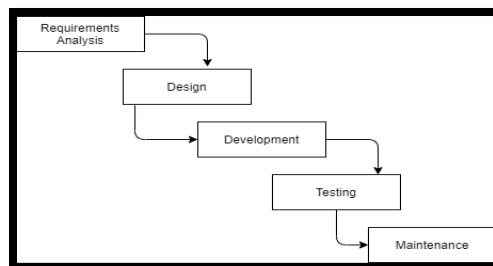 Requirements
Analysis
Design
Development
Testing
Maintenance